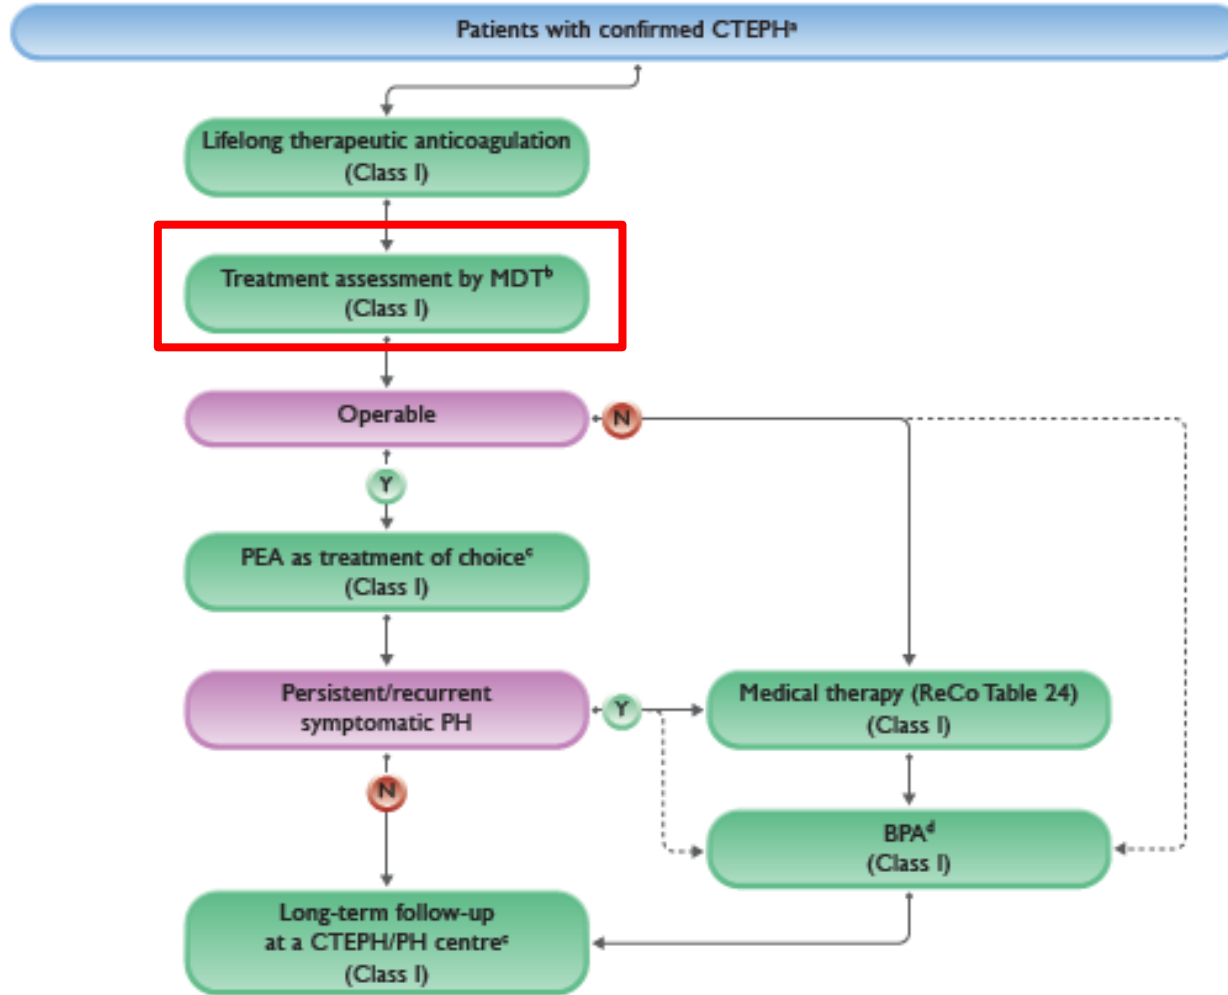 Patients with confirmed CTEPHᵃ
Lifelong therapeutic anticoagulation
(Class I)
Treatment assessment by MDTᵇ
(Class I)
Operable
N
Y
PEA as treatment of choiceᶜ
(Class I)
Persistent/recurrent
symptomatic PH
Y
Medical therapy (ReCo Table 24)
(Class I)
N
BPAᵈ
(Class I)
Long-term follow-up
at a CTEPH/PH centreᵉ
(Class I)